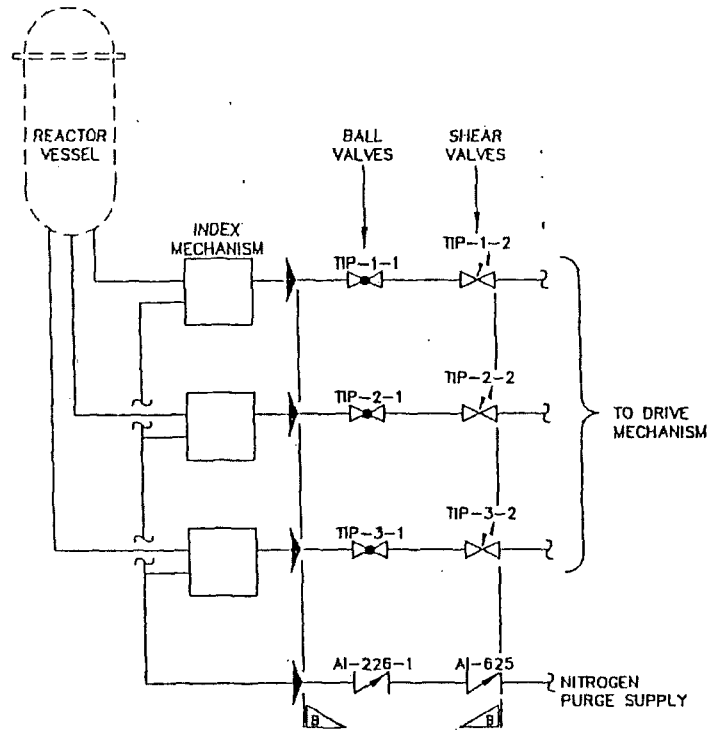 REACTOR
VESSEL
BALL
VALVES
SHEAR
VALVES
INDEX
MECHANISM
TIP-1-1
TIP-1-2
TIP-2-1
TIP-2-2
TO DRIVE
MECHANISM
TIP-3-1
TIP-3-2
AI-226-1
AI-625
NITROGEN
PURGE SUPPLY
B
B